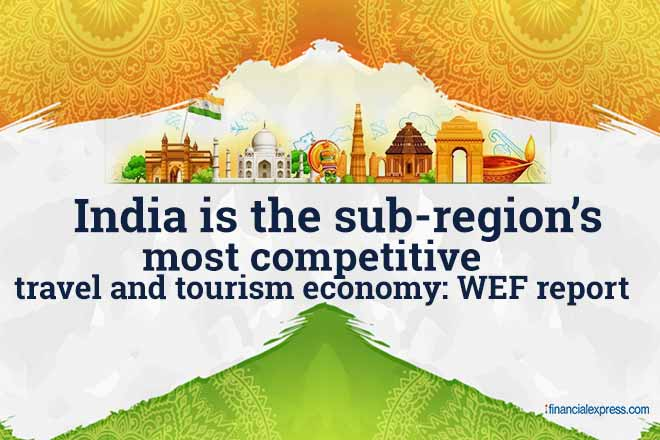 India is the sub-region’s
most competitive
travel and tourism economy: WEF report
financialexpress.com